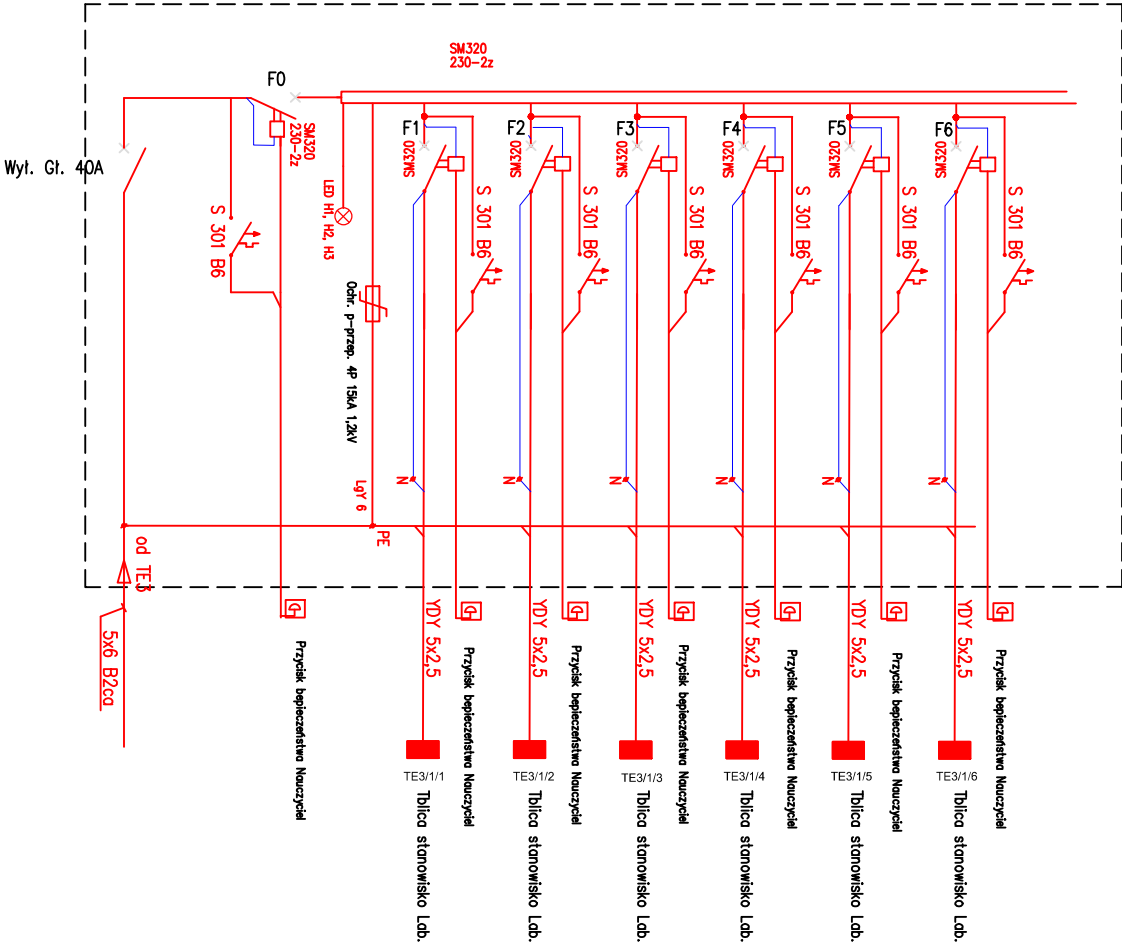 SM320
230-2z
F0
SM320
230-2z
Wył. Gł. 40A
S 301 B6
LED H1, H2, H3
Ochr. p-przep. 4P 15kA 1,2kV
LgY 6
PE
od TE3
5x6 B2ca
Przycisk bepieczeństwa Nauczyciel
F1
SM320
S 301 B6
N
YDY 5x2,5
Przycisk bepieczeństwa Nauczyciel
TE3/1/1
Tblica stanowisko Lab.
F2
SM320
S 301 B6
N
YDY 5x2,5
Przycisk bepieczeństwa Nauczyciel
TE3/1/2
Tblica stanowisko Lab.
F3
SM320
S 301 B6
N
YDY 5x2,5
Przycisk bepieczeństwa Nauczyciel
TE3/1/3
Tblica stanowisko Lab.
F4
SM320
S 301 B6
N
YDY 5x2,5
Przycisk bepieczeństwa Nauczyciel
TE3/1/4
Tblica stanowisko Lab.
F5
SM320
S 301 B6
N
YDY 5x2,5
Przycisk bepieczeństwa Nauczyciel
TE3/1/5
Tblica stanowisko Lab.
F6
SM320
S 301 B6
N
YDY 5x2,5
Przycisk bepieczeństwa Nauczyciel
TE3/1/6
Tblica stanowisko Lab.